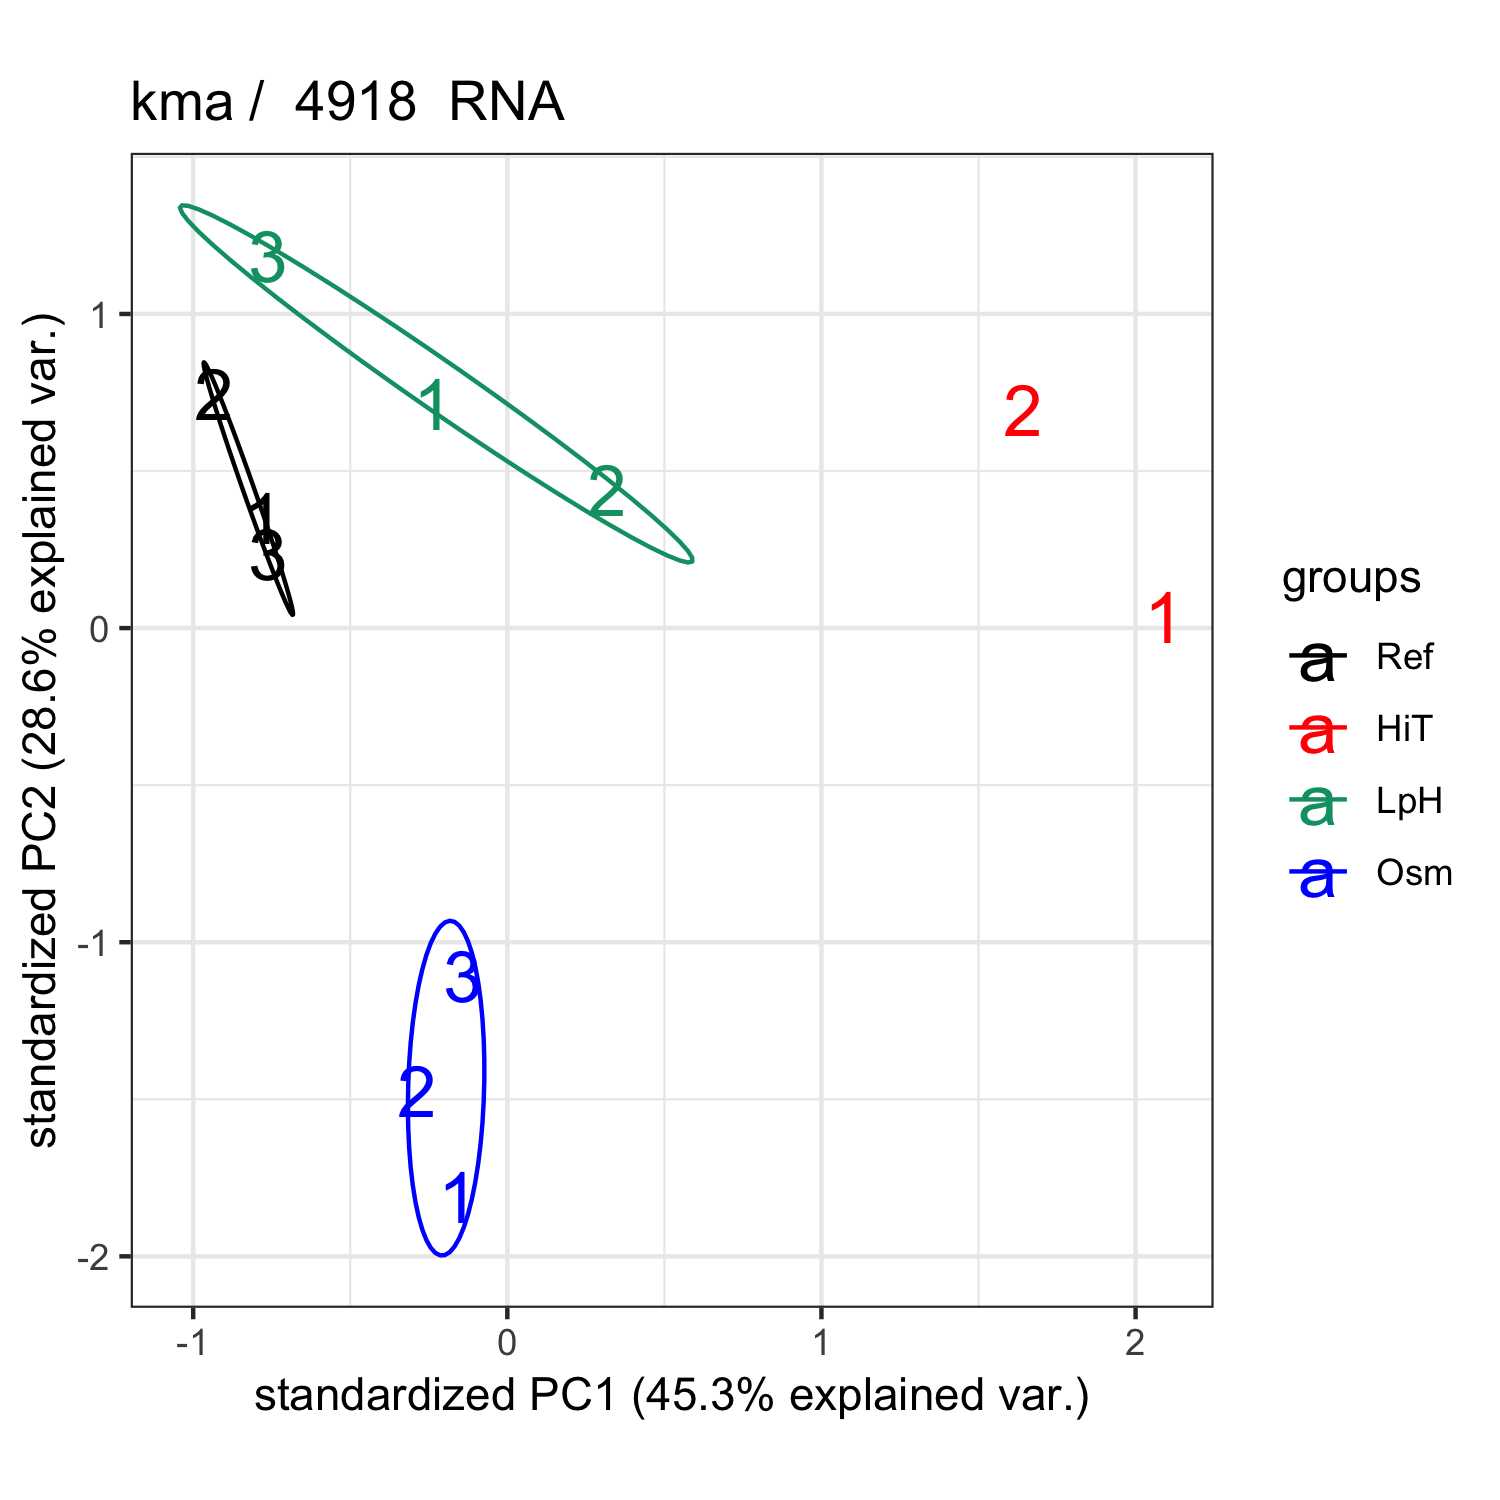 kma /  4918  RNA
standardized PC2 (28.6% explained var.)
1
0
-1
-2
3
1
2
2
1
3
2
1
3
2
1
-1
0
1
2
standardized PC1 (45.3% explained var.)
groups
a Ref
a HiT
a LpH
a Osm